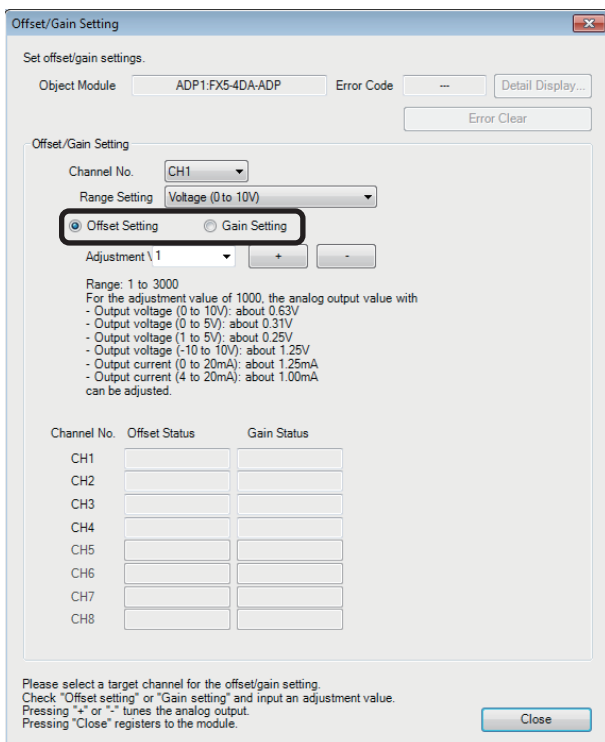 Offset/Gain Setting
Set offset/gain settings.
Object Module ADP1:FX5-4DA-ADP Error Code --- Detail Display...
Error Clear
Offset/Gain Setting
Channel No. CH1
Range Setting Voltage (0 to 10V)
Offset Setting Gain Setting
Adjustment \ 1 + -
Range: 1 to 3000
For the adjustment value of 1000, the analog output value with
- Output voltage (0 to 10V): about 0.63V
- Output voltage (0 to 5V): about 0.31V
- Output voltage (1 to 5V): about 0.25V
- Output voltage (-10 to 10V): about 1.25V
- Output current (0 to 20mA): about 1.25mA
- Output current (4 to 20mA): about 1.00mA
can be adjusted.
Channel No. Offset Status Gain Status
CH1
CH2
CH3
CH4
CH5
CH6
CH7
CH8
Please select a target channel for the offset/gain setting.
Check "Offset setting" or "Gain setting" and input an adjustment value.
Pressing "+" or "-" tunes the analog output.
Pressing "Close" registers to the module.
Close